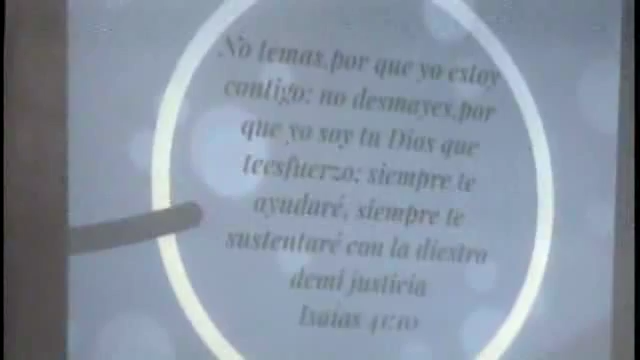 No temas,por que yo estoy
contigo; no desmayes,por
que yo soy tu Dios que
teesfuerzo; siempre te
ayudaré, siempre te
sustentaré con la diestra
demi justicia
Isaías 41:10